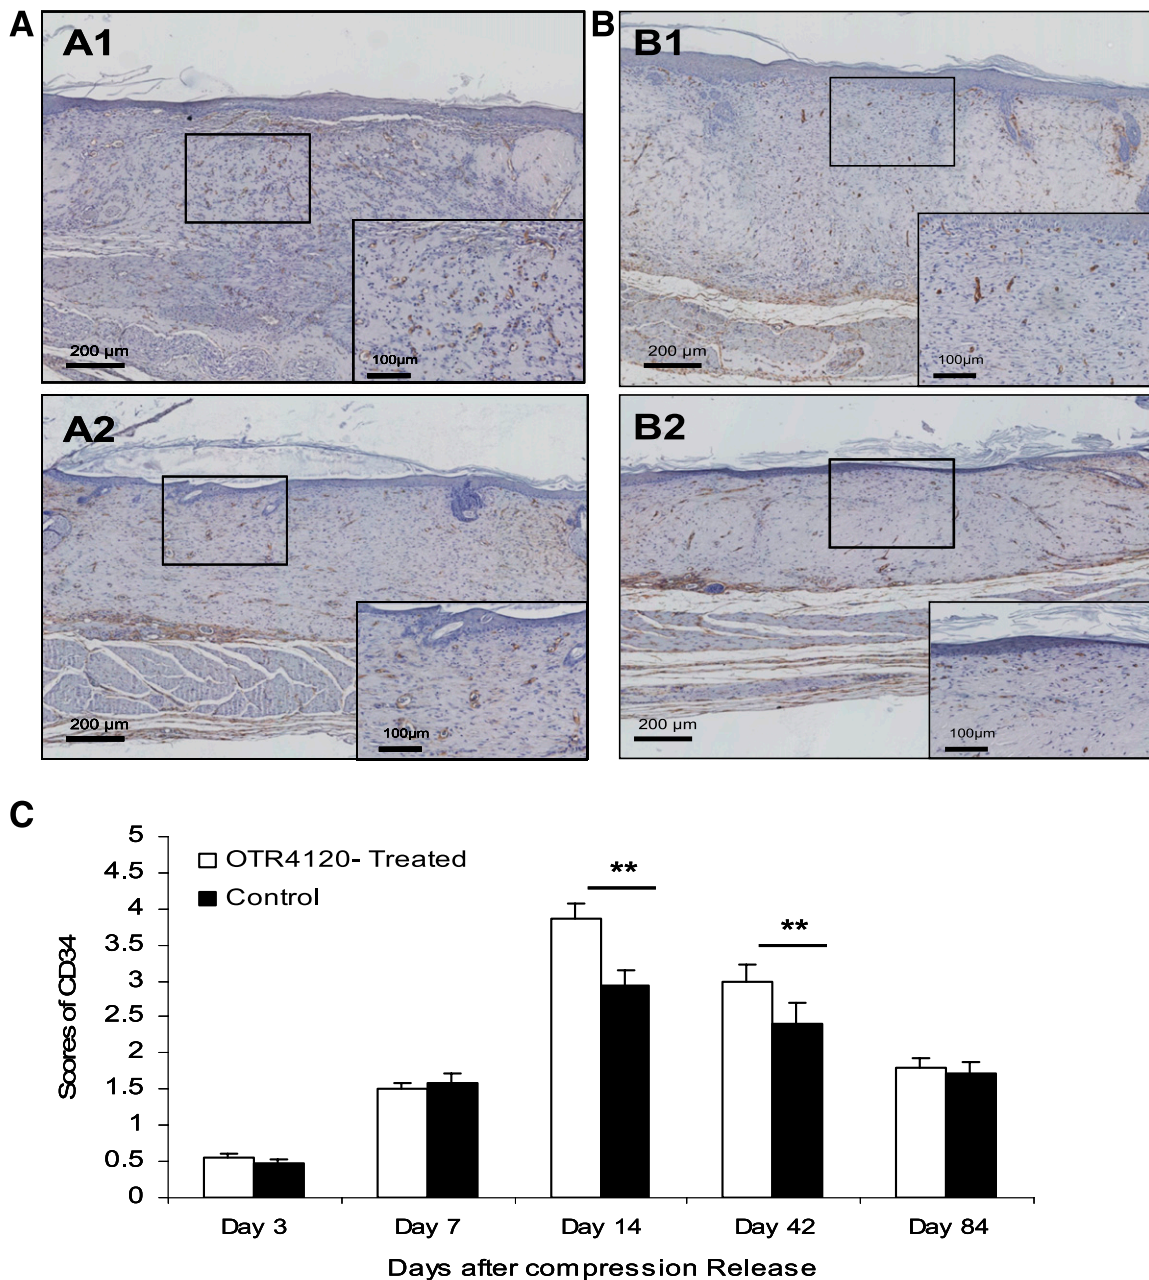 A
B
A1
B1
200 µm
100µm
200 µm
100µm
A2
B2
200 µm
100µm
200 µm
100µm
C
Scores of CD34
5
4.5
4
3.5
3
2.5
2
1.5
1
0.5
0
OTR4120- Treated
Control
**
**
Day 3
Day 7
Day 14
Day 42
Day 84
Days after compression Release